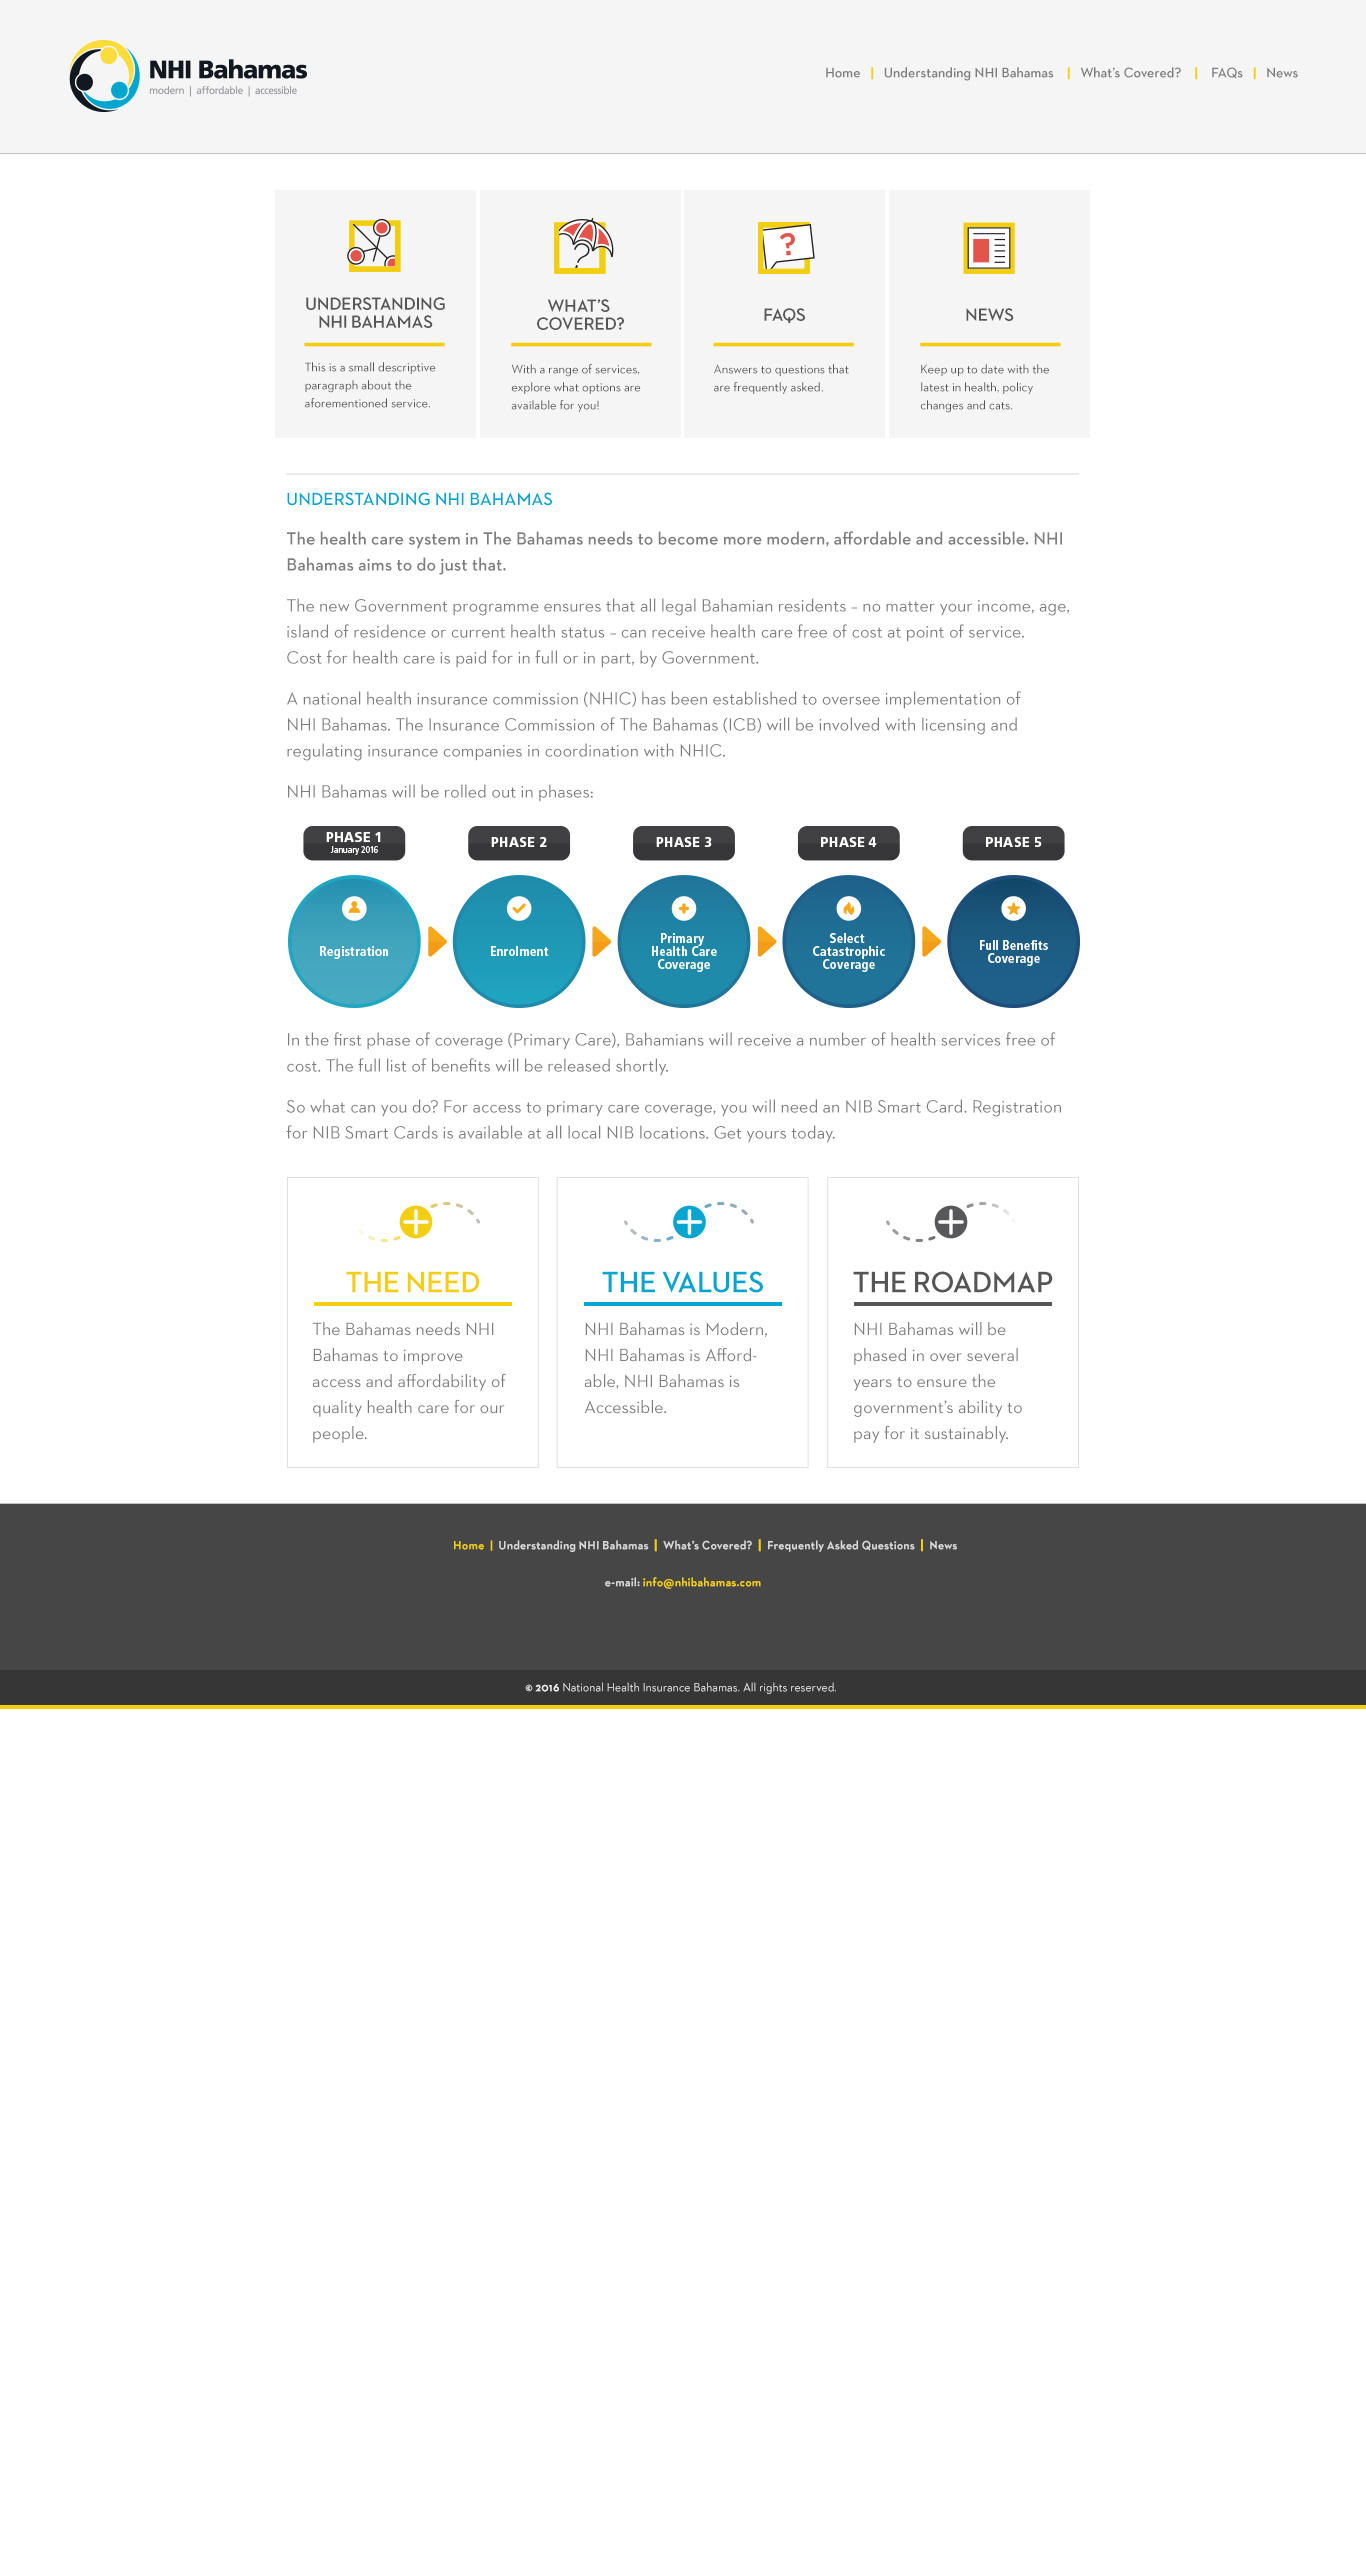 NHI Bahamas
modern | affordable | accessible
Home | Understanding NHI Bahamas | What's Covered? | FAQs | News
UNDERSTANDING
NHI BAHAMAS
This is a small descriptive
paragraph about the
aforementioned service.
WHAT'S
COVERED?
With a range of services,
explore what options are
available for you!
?
FAQS
Answers to questions that
are frequently asked.
NEWS
Keep up to date with the
latest in health, policy
changes and cats.
UNDERSTANDING NHI BAHAMAS
The health care system in The Bahamas needs to become more modern, affordable and accessible. NHI
Bahamas aims to do just that.
The new Government programme ensures that all legal Bahamian residents – no matter your income, age,
island of residence or current health status – can receive health care free of cost at point of service.
Cost for health care is paid for in full or in part, by Government.
A national health insurance commission (NHIC) has been established to oversee implementation of
NHI Bahamas. The Insurance Commission of The Bahamas (ICB) will be involved with licensing and
regulating insurance companies in coordination with NHIC.
NHI Bahamas will be rolled out in phases:
PHASE 1
January 2016
PHASE 2
PHASE 3
PHASE 4
PHASE 5
Registration
Enrolment
Primary
Health Care
Coverage
Select
Catastrophic
Coverage
Full Benefits
Coverage
In the first phase of coverage (Primary Care), Bahamians will receive a number of health services free of
cost. The full list of benefits will be released shortly.
So what can you do? For access to primary care coverage, you will need an NIB Smart Card. Registration
for NIB Smart Cards is available at all local NIB locations. Get yours today.
THE NEED
The Bahamas needs NHI
Bahamas to improve
access and affordability of
quality health care for our
people.
THE VALUES
NHI Bahamas is Modern,
NHI Bahamas is Afford-
able, NHI Bahamas is
Accessible.
THE ROADMAP
NHI Bahamas will be
phased in over several
years to ensure the
government's ability to
pay for it sustainably.
Home | Understanding NHI Bahamas | What's Covered? | Frequently Asked Questions | News
e-mail: info@nhibahamas.com
© 2016 National Health Insurance Bahamas. All rights reserved.